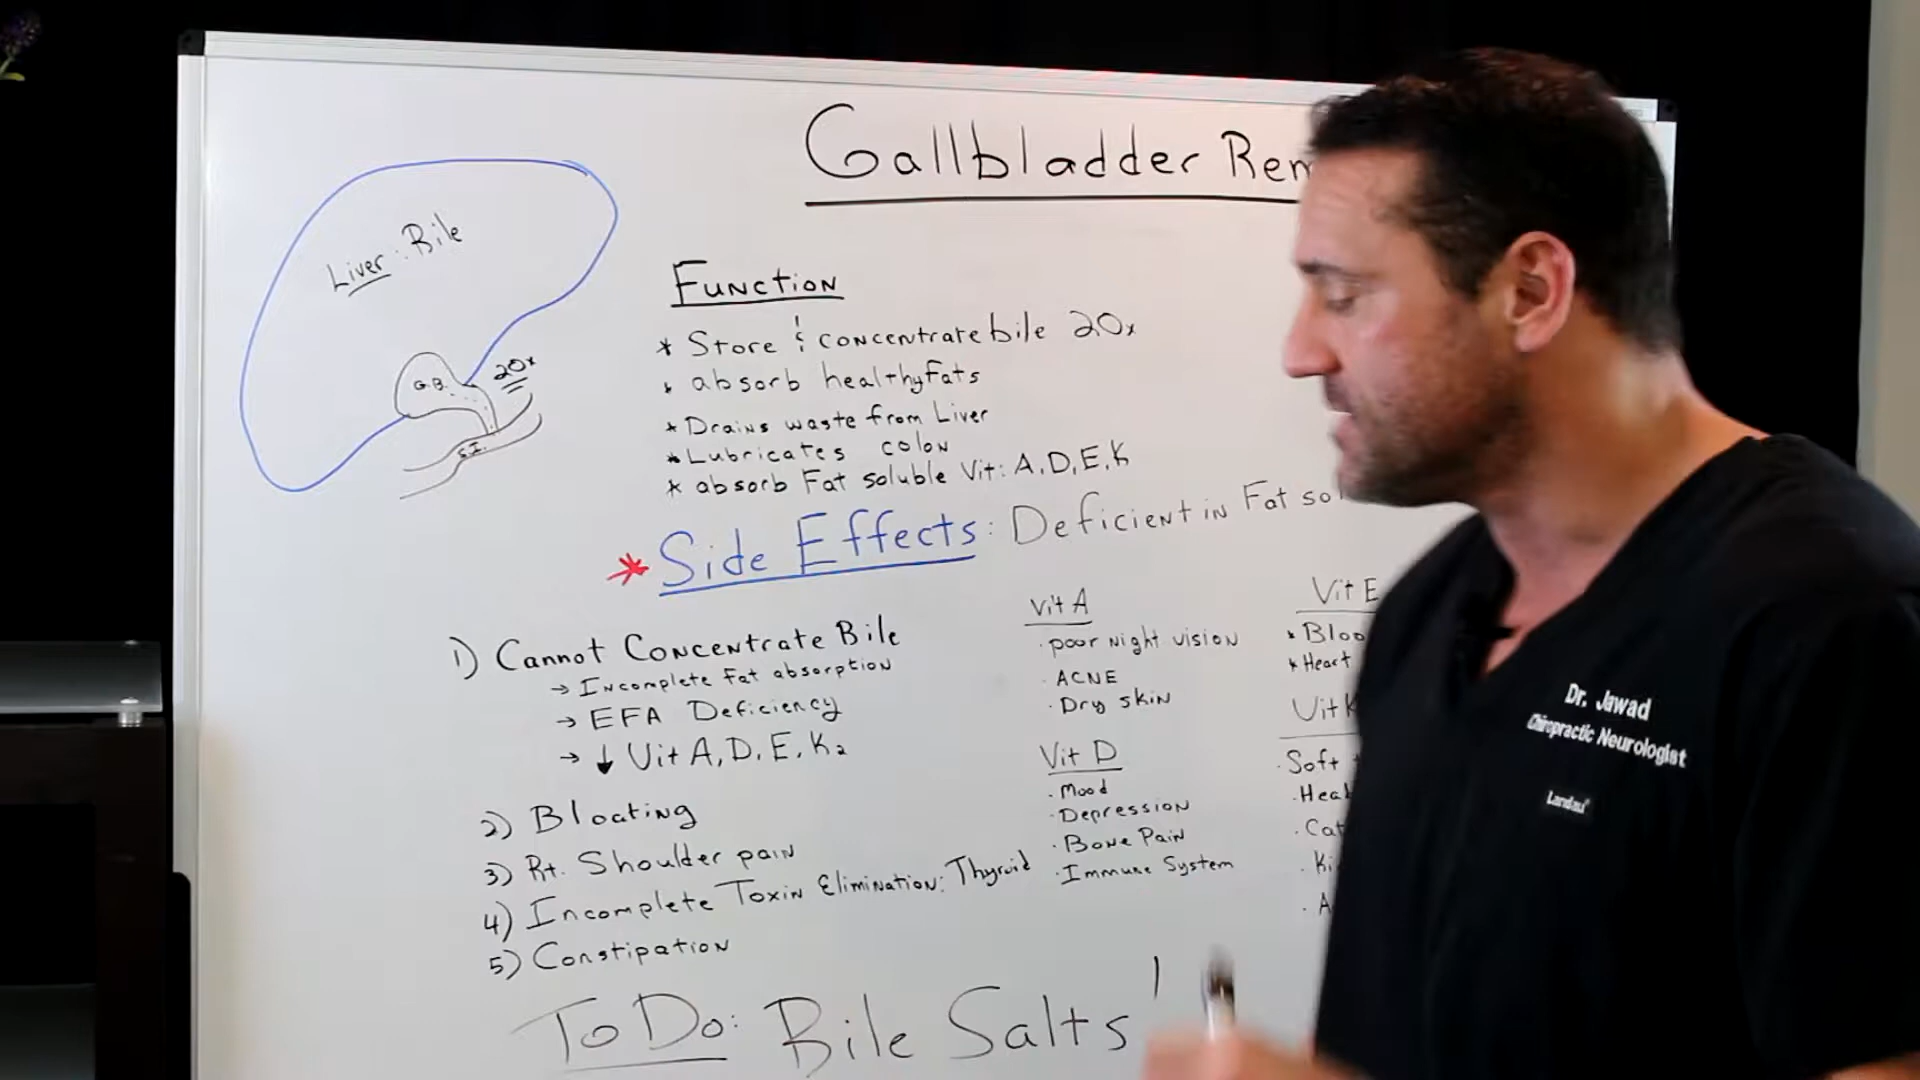 Gallbladder Rem
Liver: Bile
G.B.
20x
S.I.
Function
* Store & concentrate bile 20x
* absorb healthy fats
* Drains waste from Liver
* Lubricates colon
* absorb Fat soluble Vit: A, D, E, K
* Side Effects: Deficient in Fat so
1) Cannot Concentrate Bile
→ Incomplete Fat absorption
→ EFA Deficiency
→ ↓ Vit A, D, E, K2
2) Bloating
3) Rt. Shoulder pain
4) Incomplete Toxin Elimination: Thyroid
5) Constipation
Vit A
· poor night vision
· ACNE
· Dry skin
Vit D
· Mood
· Depression
· Bone Pain
· Immune System
Vit E
* Bloo
* Heart
Vit K
· Soft
· Heal
· Cat
· Ki
· A
To Do: Bile Salts
Dr. Jawad
Chiropractic Neurologist
Landau